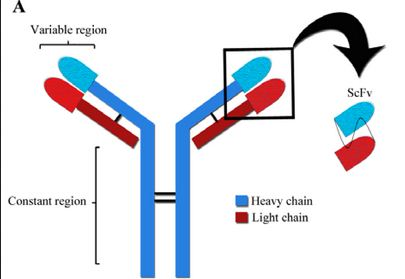 A
Variable region
ScFv
Constant region
Heavy chain
Light chain